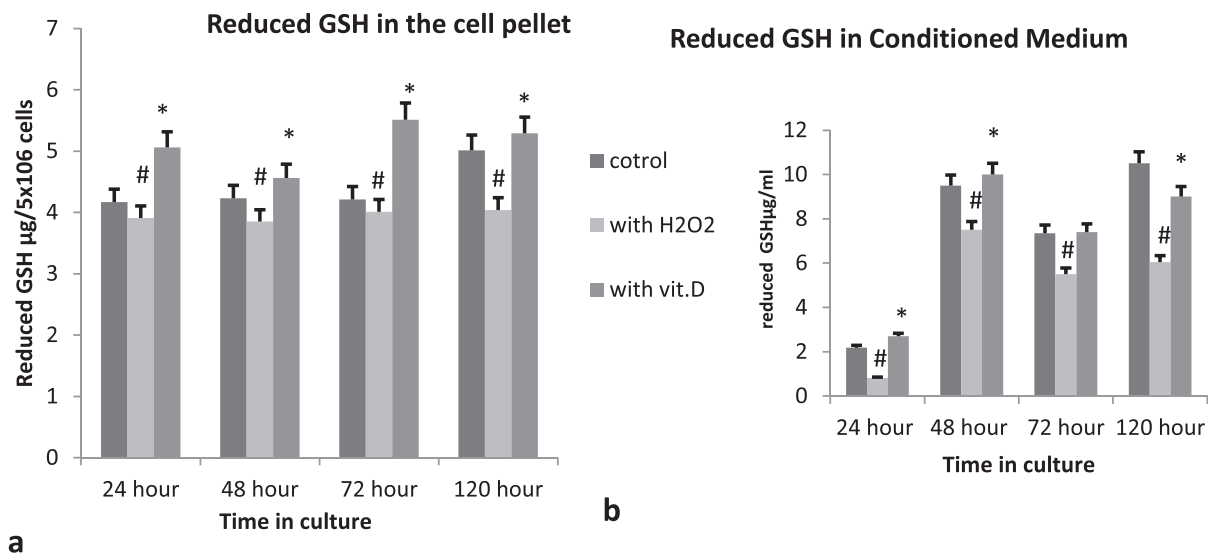 Reduced GSH in the cell pellet
Reduced GSH µg/5x106 cells
7
6
5
4
3
2
1
0
#
*
#
*
#
*
#
*
24 hour
48 hour
72 hour
120 hour
Time in culture
a
cotrol
with H2O2
with vit.D
Reduced GSH in Conditioned Medium
reduced GSHµg/ml
12
10
8
6
4
2
0
#
*
#
*
#
#
*
24 hour
48 hour
72 hour
120 hour
Time in culture
b